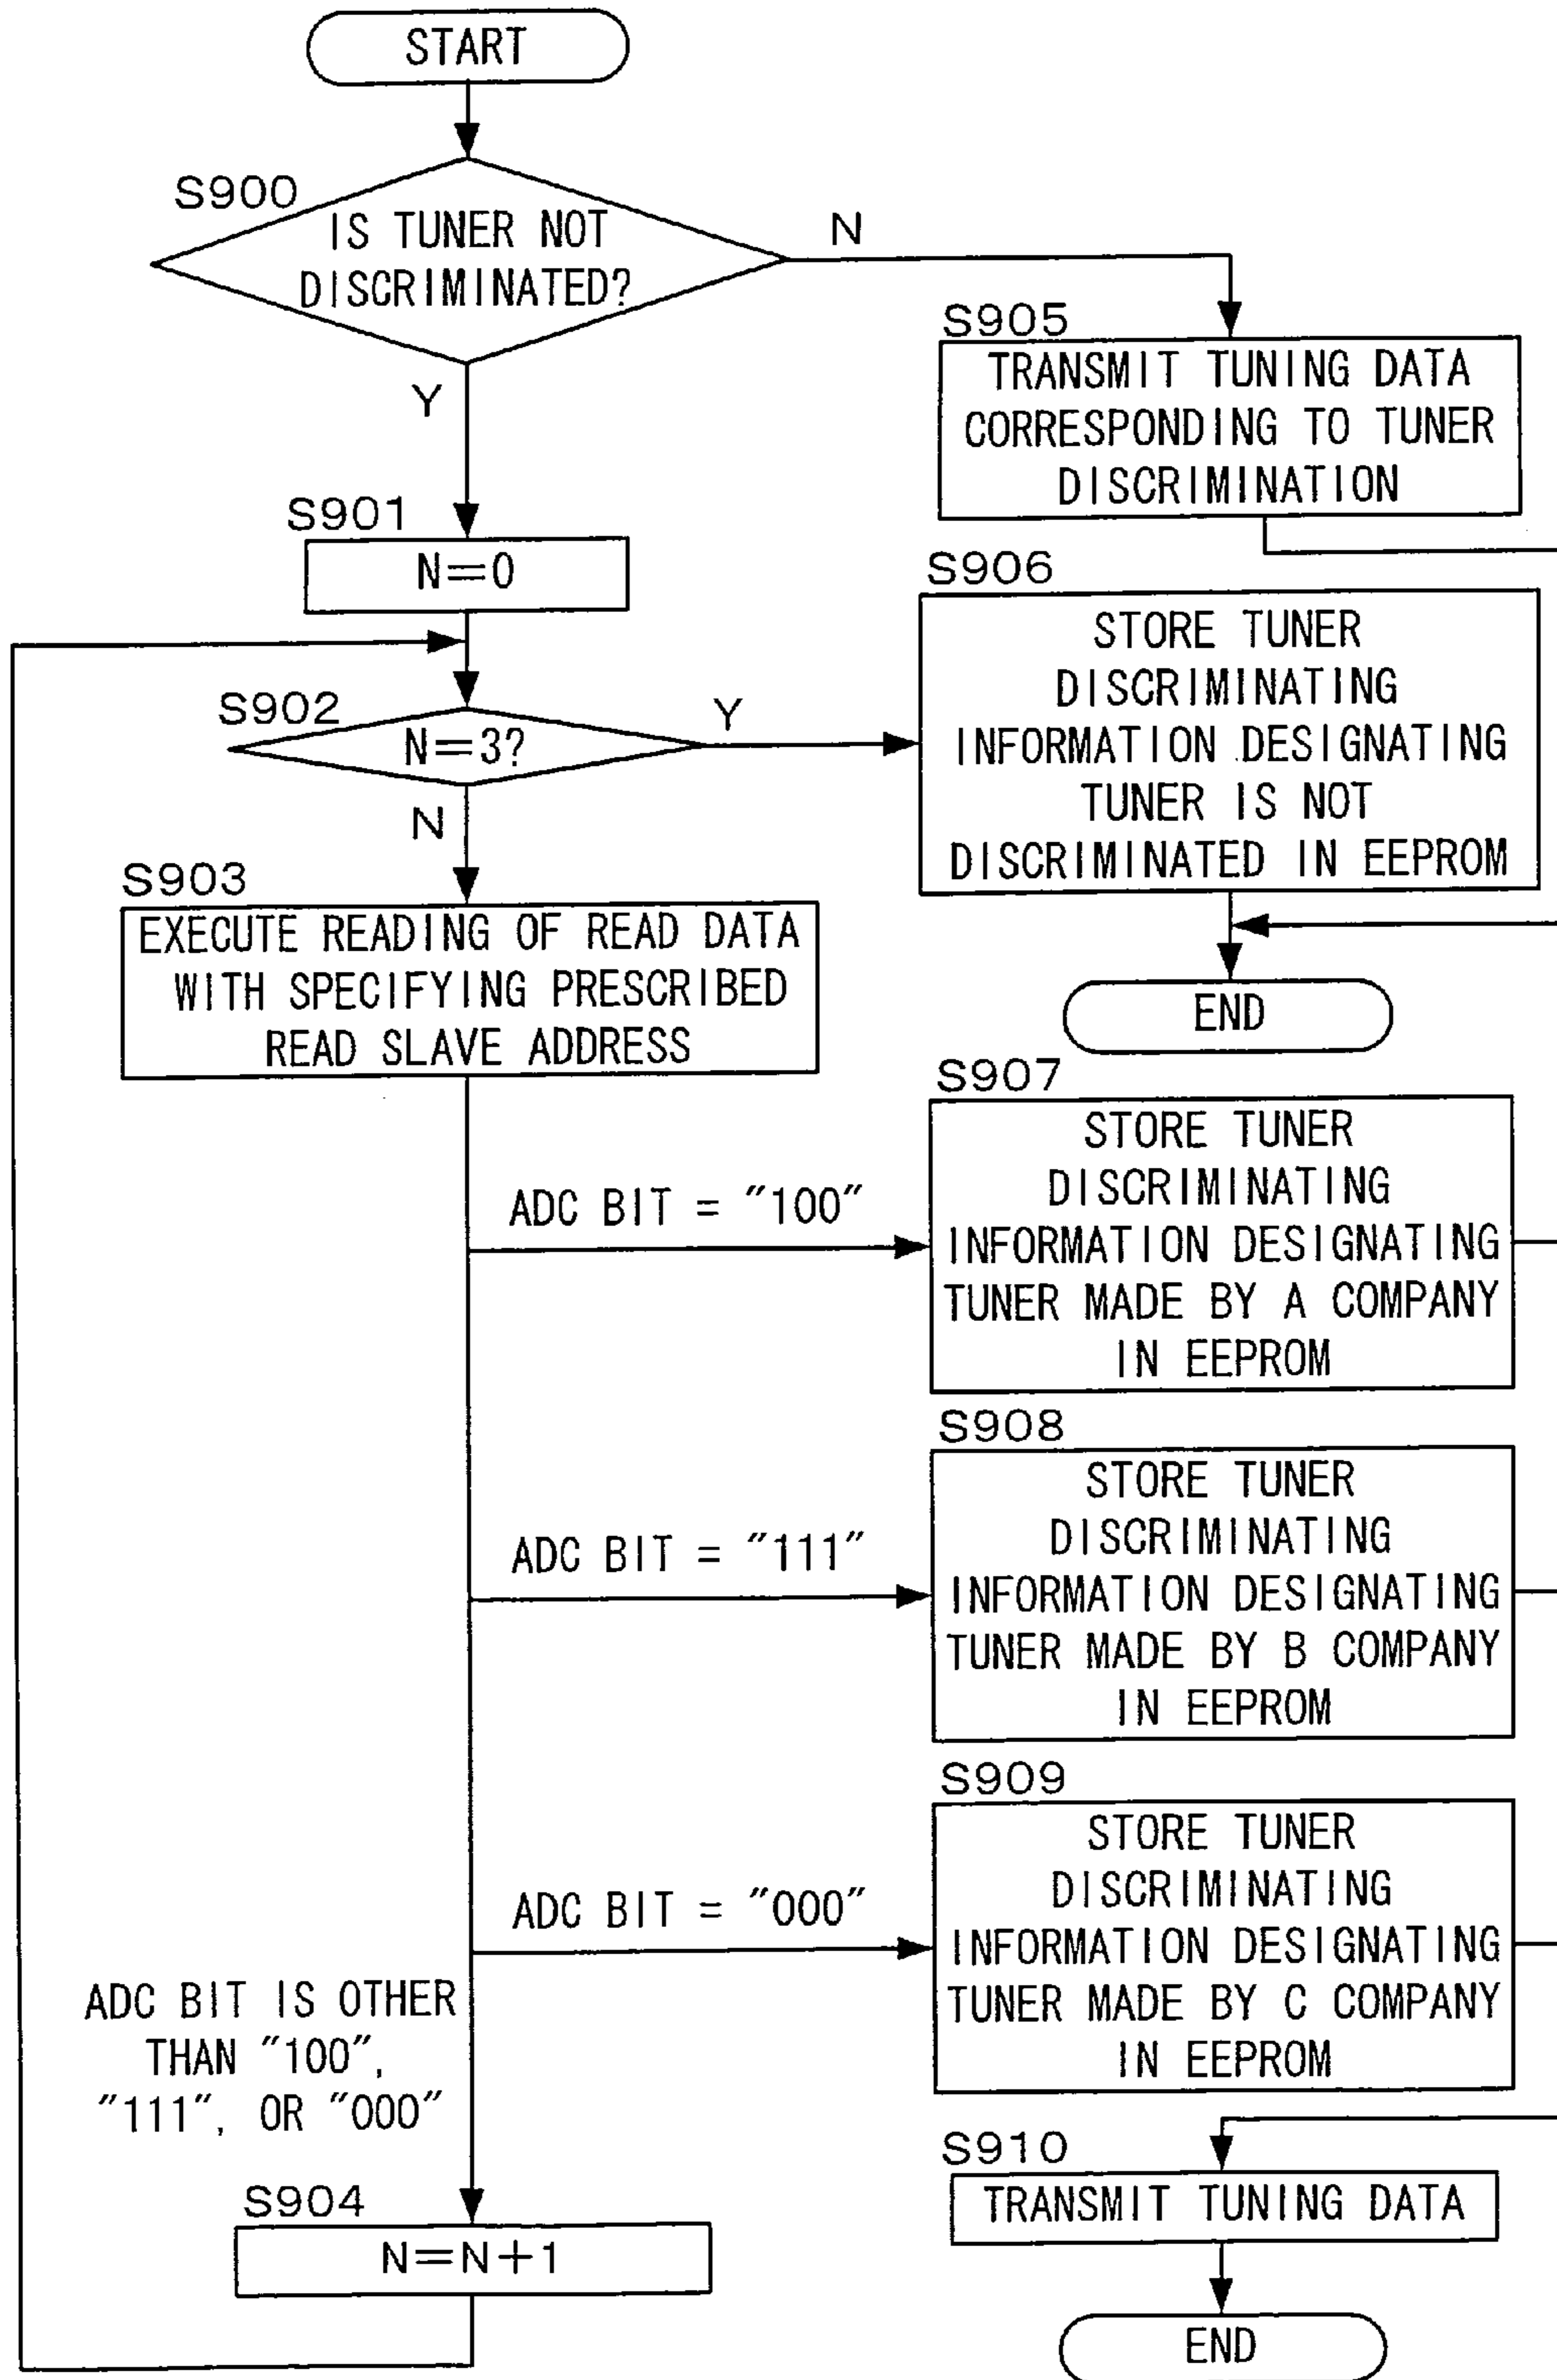 START
S900
IS TUNER NOT
DISCRIMINATED?
N
Y
S905
TRANSMIT TUNING DATA
CORRESPONDING TO TUNER
DISCRIMINATION
S901
N=0
S906
STORE TUNER
DISCRIMINATING
INFORMATION DESIGNATING
TUNER IS NOT
DISCRIMINATED IN EEPROM
S902
N=3?
Y
N
S903
EXECUTE READING OF READ DATA
WITH SPECIFYING PRESCRIBED
READ SLAVE ADDRESS
END
S907
ADC BIT = "100"
STORE TUNER
DISCRIMINATING
INFORMATION DESIGNATING
TUNER MADE BY A COMPANY
IN EEPROM
S908
ADC BIT = "111"
STORE TUNER
DISCRIMINATING
INFORMATION DESIGNATING
TUNER MADE BY B COMPANY
IN EEPROM
S909
ADC BIT = "000"
STORE TUNER
DISCRIMINATING
INFORMATION DESIGNATING
TUNER MADE BY C COMPANY
IN EEPROM
ADC BIT IS OTHER
THAN "100",
"111", OR "000"
S910
TRANSMIT TUNING DATA
S904
N=N+1
END